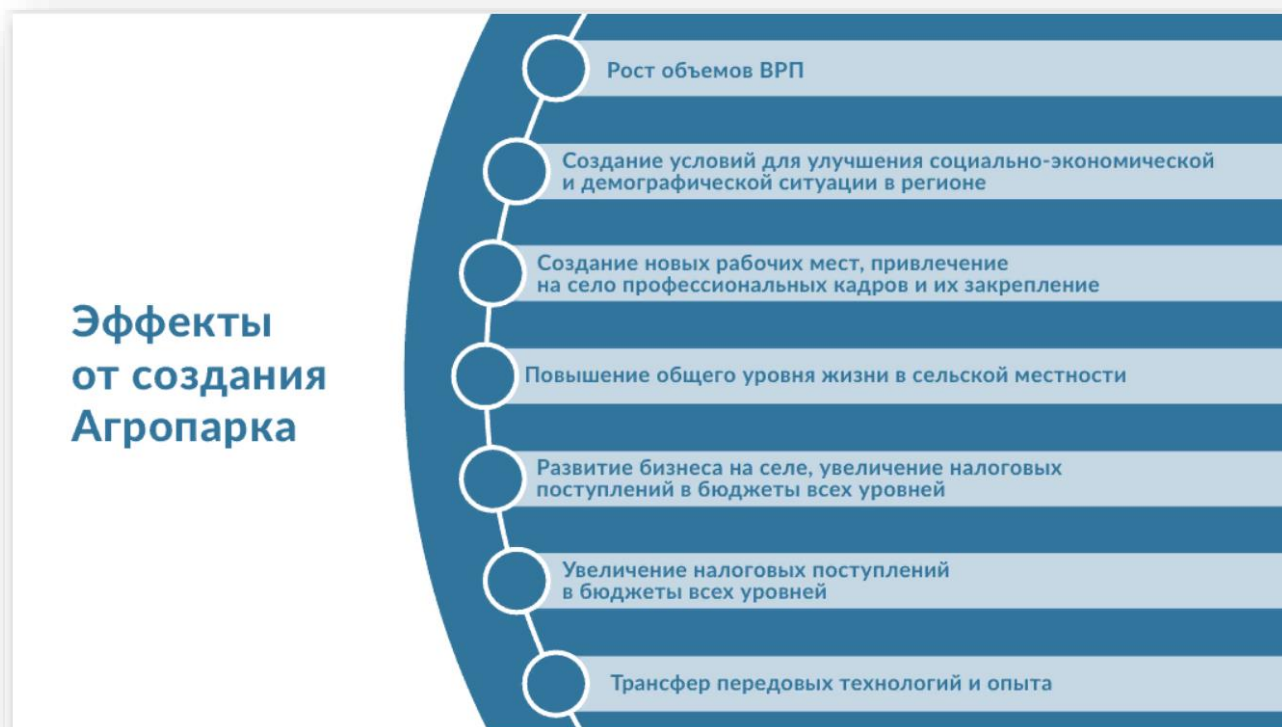 Эффекты
от создания
Агропарка
Рост объемов ВРП
Создание условий для улучшения социально-экономической
и демографической ситуации в регионе
Создание новых рабочих мест, привлечение
на село профессиональных кадров и их закрепление
Повышение общего уровня жизни в сельской местности
Развитие бизнеса на селе, увеличение налоговых
поступлений в бюджеты всех уровней
Увеличение налоговых поступлений
в бюджеты всех уровней
Трансфер передовых технологий и опыта